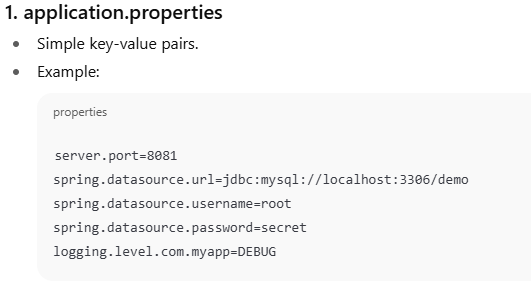 1. application.properties
• Simple key-value pairs.
• Example:
properties
server.port=8081
spring.datasource.url=jdbc:mysql://localhost:3306/demo
spring.datasource.username=root
spring.datasource.password=secret
logging.level.com.myapp=DEBUG